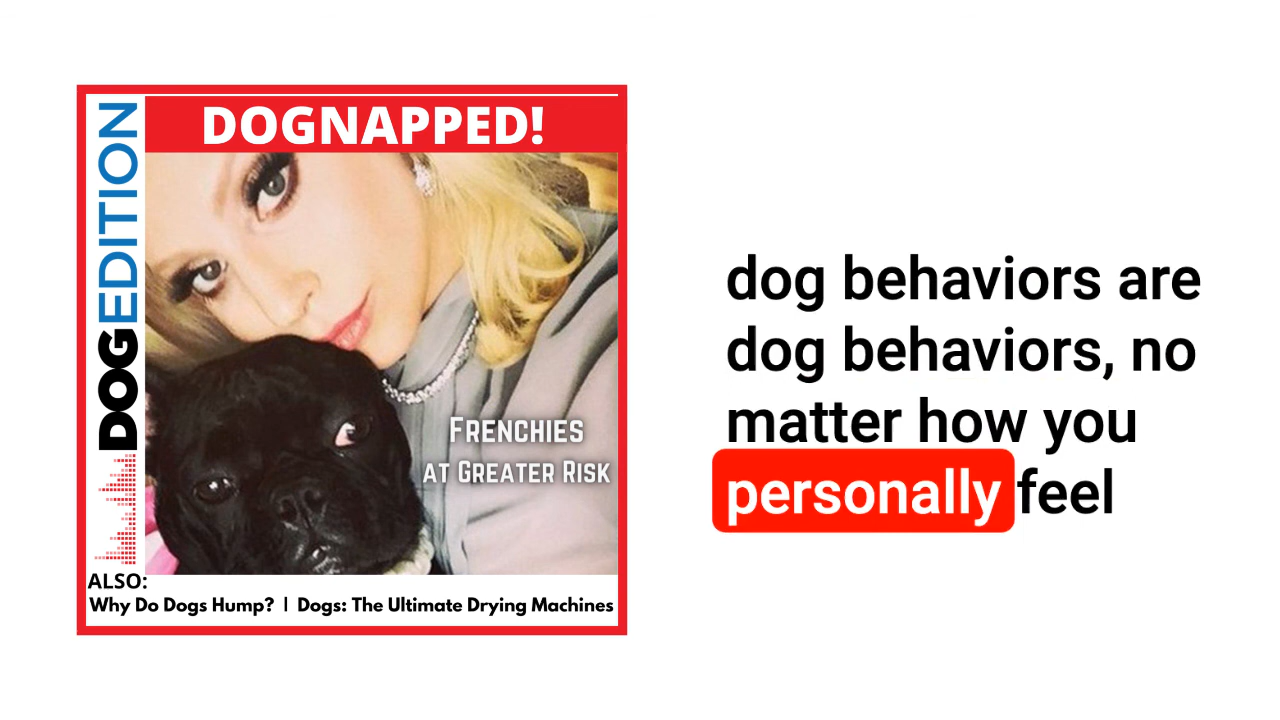 DOGNAPPED!
DOGEDITION
FRENCHIES
AT GREATER RISK
ALSO:
Why Do Dogs Hump? | Dogs: The Ultimate Drying Machines
dog behaviors are
dog behaviors, no
matter how you
personally feel